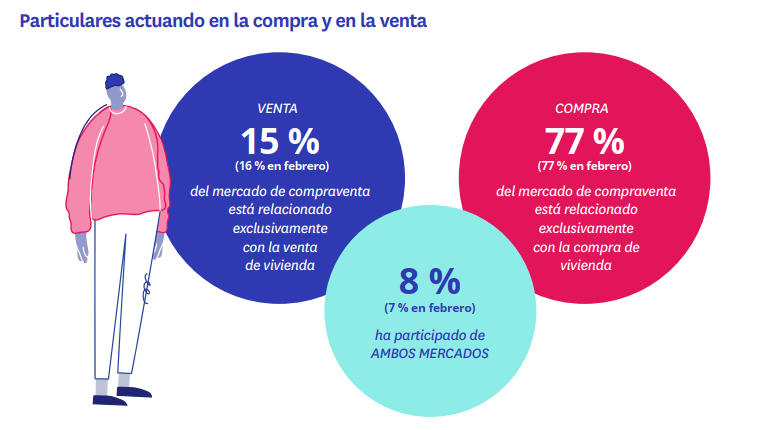 Particulares actuando en la compra y en la venta
VENTA
15 %
(16 % en febrero)
del mercado de compraventa
está relacionado
exclusivamente
con la venta
de vivienda
COMPRA
77 %
(77 % en febrero)
del mercado de compraventa
está relacionado
exclusivamente
con la compra de
vivienda
8 %
(7 % en febrero)
ha participado de
AMBOS MERCADOS